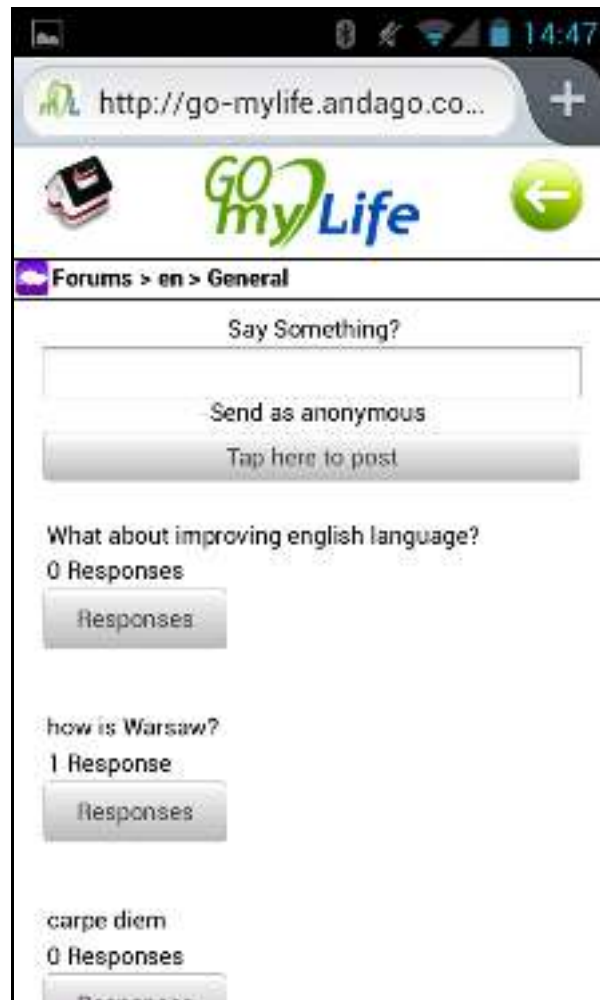 14:47
http://go-mylife.andago.co...
GO
my Life
Forums > en > General
Say Something?
Send as anonymous
Tap here to post
What about improving english language?
0 Responses
Responses
how is Warsaw?
1 Response
Responses
carpe diem
0 Responses
Responses